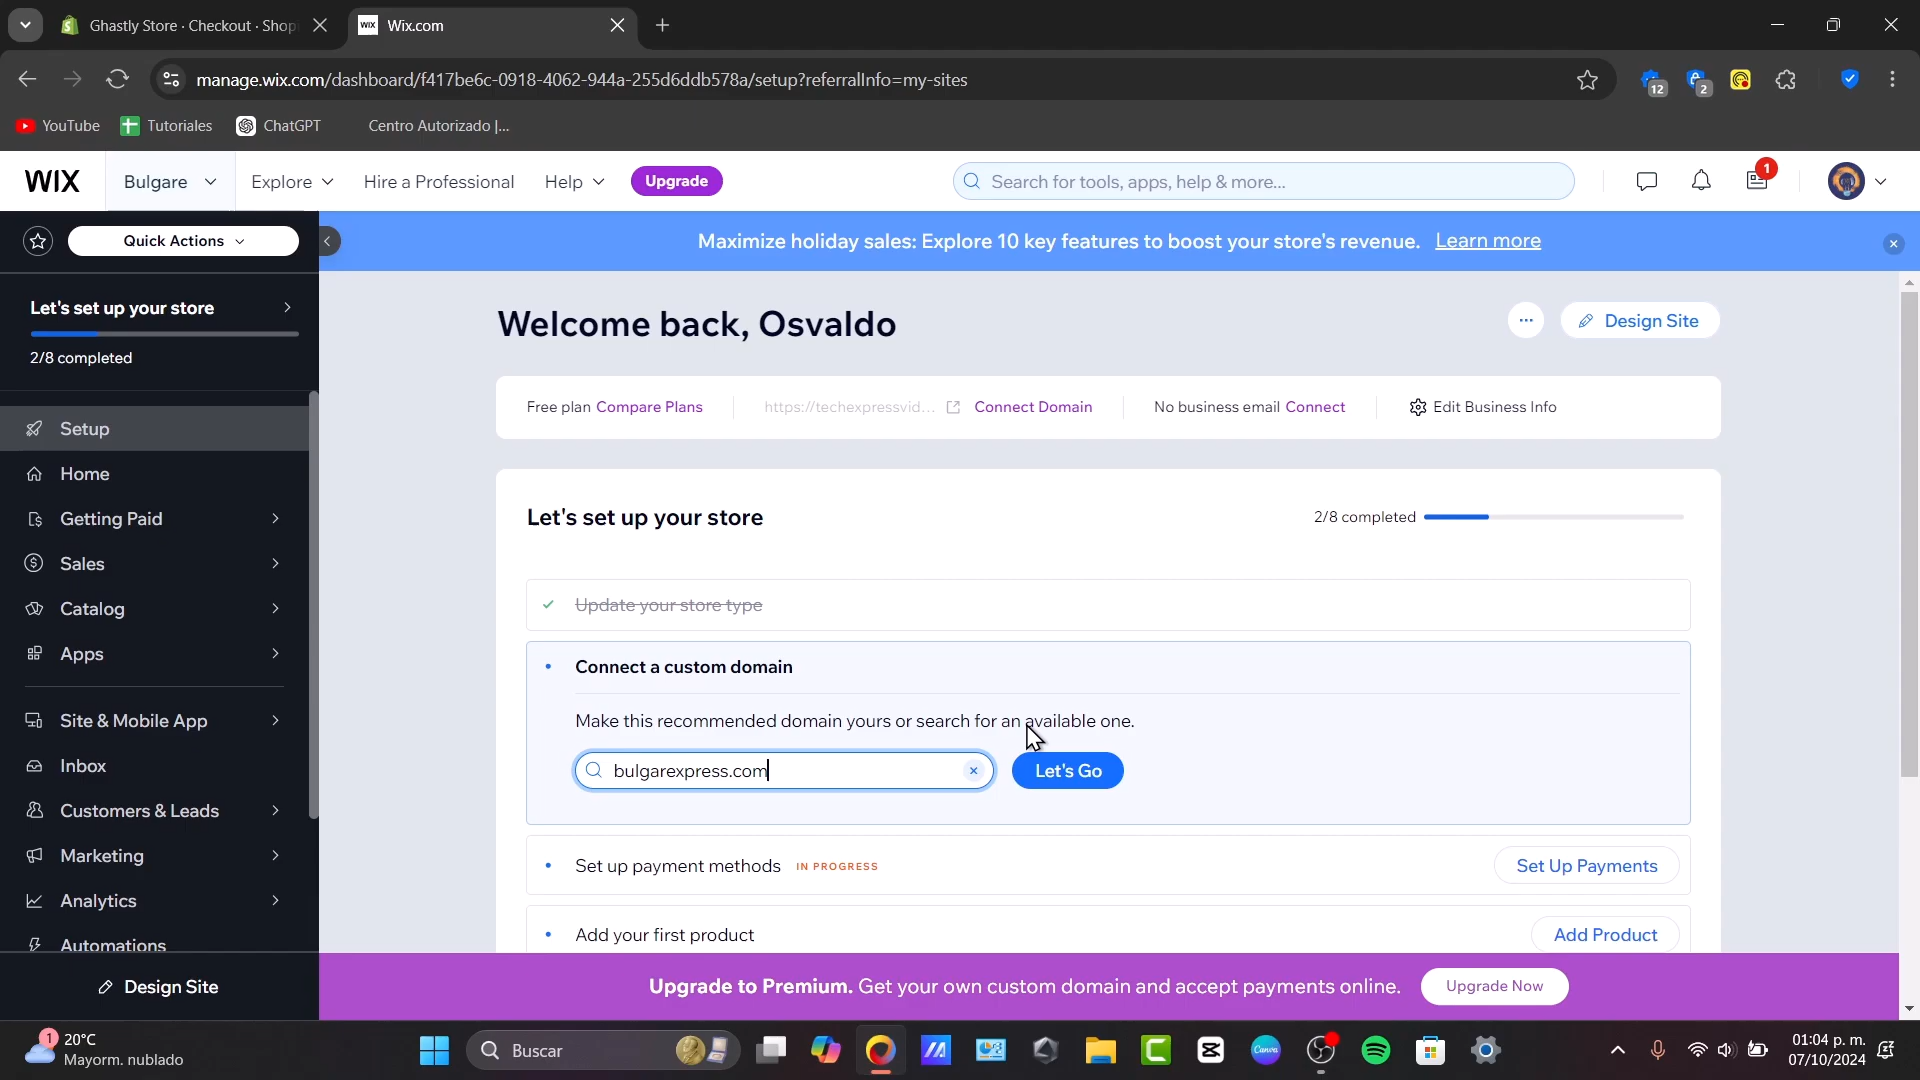 Ghastly Store · Checkout · Shop
WIX Wix.com
manage.wix.com/dashboard/f417be6c-0918-4062-944a-255d6ddb578a/setup?referralInfo=my-sites
12
2
YouTube
Tutoriales
ChatGPT
Centro Autorizado |...
WIX
Bulgare
Explore
Hire a Professional
Help
Upgrade
Search for tools, apps, help & more...
1
Quick Actions
Maximize holiday sales: Explore 10 key features to boost your store's revenue. Learn more
Let's set up your store
2/8 completed
Welcome back, Osvaldo
Design Site
Free plan Compare Plans
https://techexpressvid...
Connect Domain
No business email Connect
Edit Business Info
Setup
Home
Getting Paid
Sales
Catalog
Apps
Site & Mobile App
Inbox
Customers & Leads
Marketing
Analytics
Automations
Design Site
Let's set up your store
2/8 completed
Update your store type
Connect a custom domain
Make this recommended domain yours or search for an available one.
bulgarexpress.com
Let's Go
Set up payment methods IN PROGRESS
Set Up Payments
Add your first product
Add Product
Upgrade to Premium. Get your own custom domain and accept payments online.
Upgrade Now
1
20°C
Mayorm. nublado
Buscar
Canva
01:04 p. m.
07/10/2024